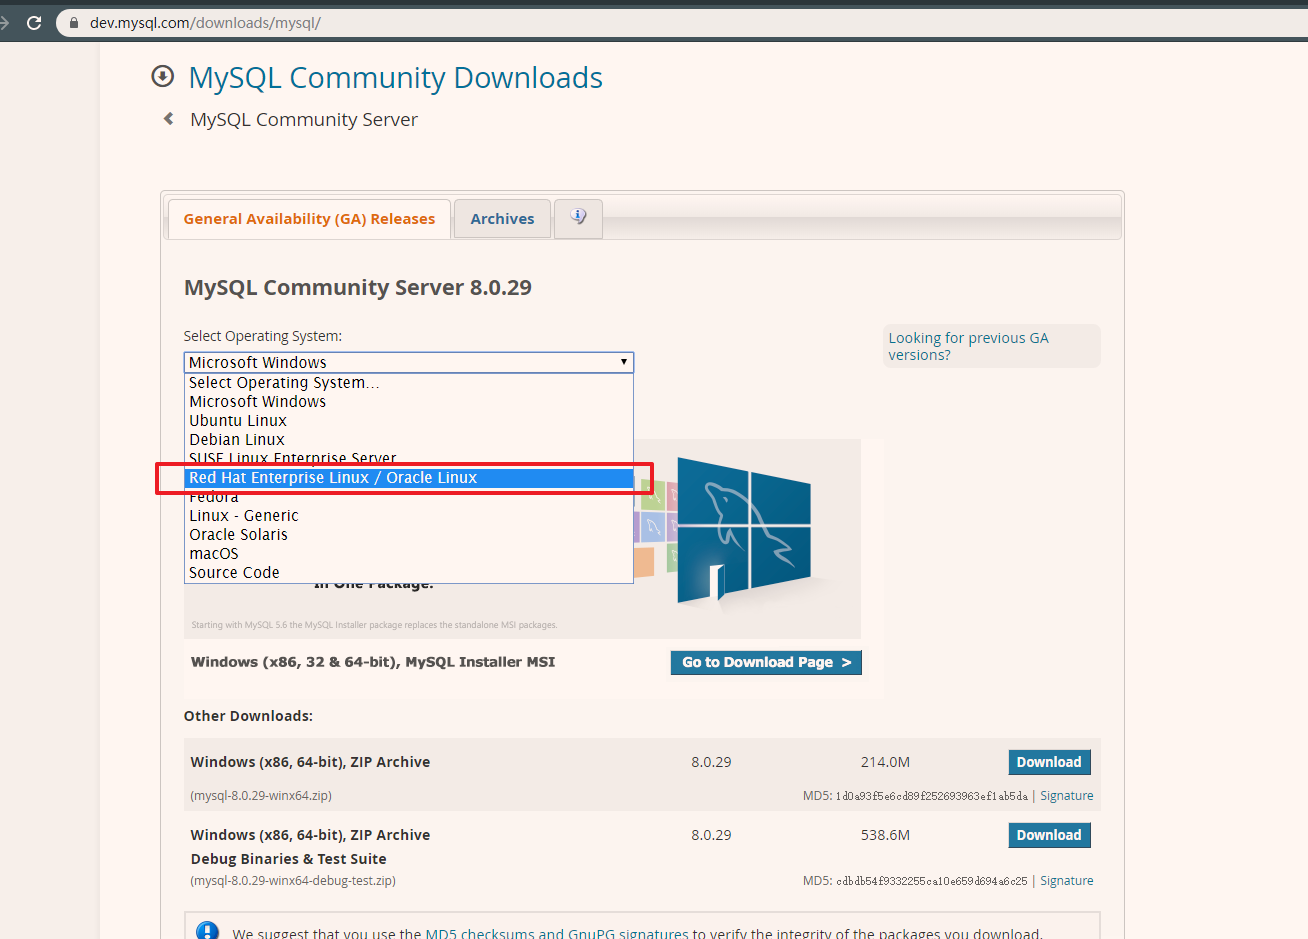 dev.mysql.com/downloads/mysql/
MySQL Community Downloads
MySQL Community Server
General Availability (GA) Releases
Archives
MySQL Community Server 8.0.29
Select Operating System:
Looking for previous GA
versions?
Microsoft Windows
Select Operating System...
Microsoft Windows
Ubuntu Linux
Debian Linux
SUSE Linux Enterprise Server
Red Hat Enterprise Linux / Oracle Linux
Fedora
Linux - Generic
Oracle Solaris
macOS
Source Code
In One Package.
Starting with MySQL 5.6 the MySQL Installer package replaces the standalone MSI packages.
Windows (x86, 32 & 64-bit), MySQL Installer MSI
Go to Download Page >
Other Downloads:
Windows (x86, 64-bit), ZIP Archive 8.0.29 214.0M Download
(mysql-8.0.29-winx64.zip) MD5: 1d0a93f5e6cd89f252693963ef1ab5da | Signature
Windows (x86, 64-bit), ZIP Archive 8.0.29 538.6M Download
Debug Binaries & Test Suite
(mysql-8.0.29-winx64-debug-test.zip) MD5: cdbdb54f9332255ca10e659d694a6c25 | Signature
We suggest that you use the MD5 checksums and GnuPG signatures to verify the integrity of the packages you download.